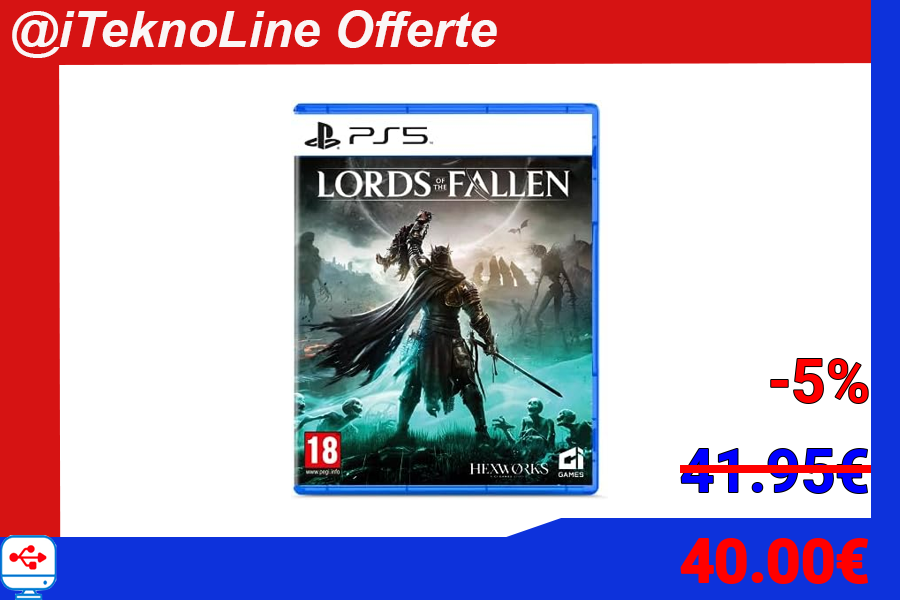 @iTeknoLine Offerte
PS5
LORDS OF THE FALLEN
-5%
41.95€
18
www.pegi.info
HEXWORKS
CI GAMES
40.00€